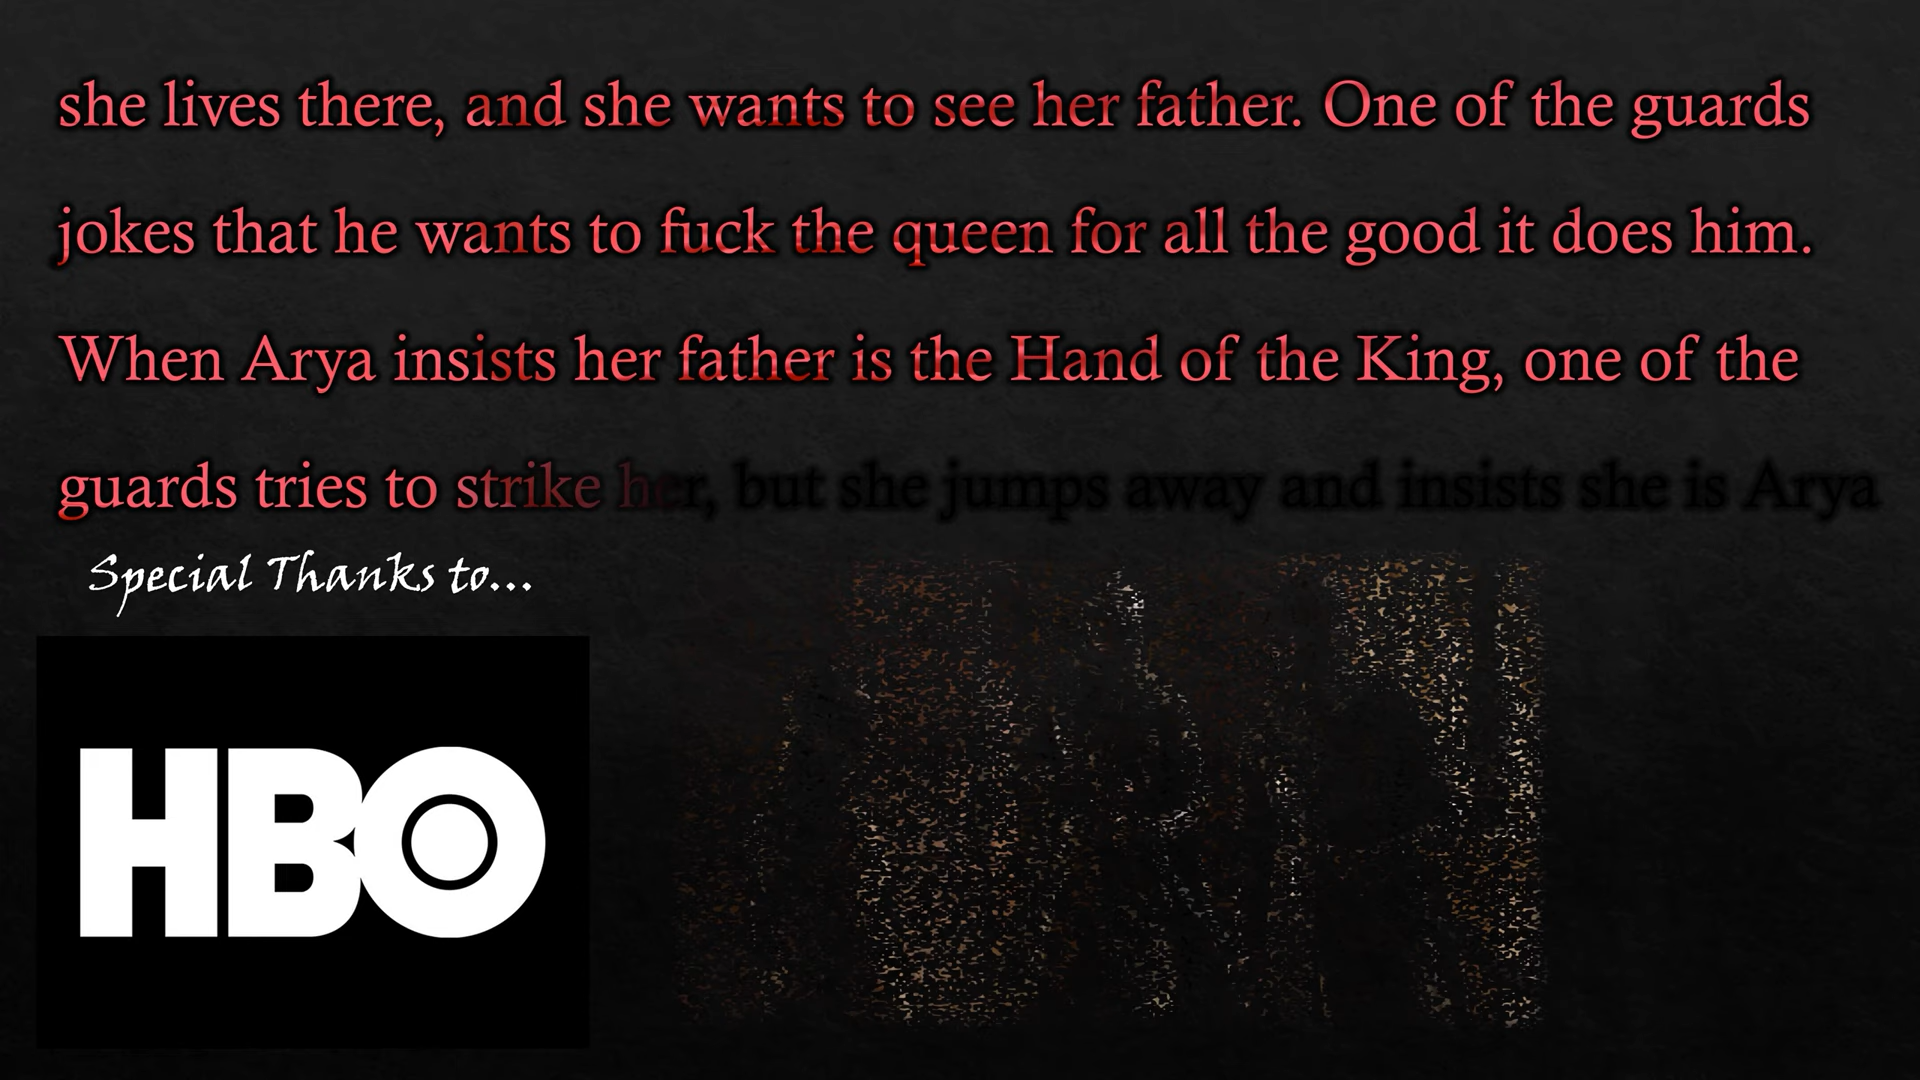 she lives there, and she wants to see her father. One of the guards
jokes that he wants to fuck the queen for all the good it does him.
When Arya insists her father is the Hand of the King, one of the
guards tries to strike her, but she jumps away and insists she is Arya
Special Thanks to...
HBO